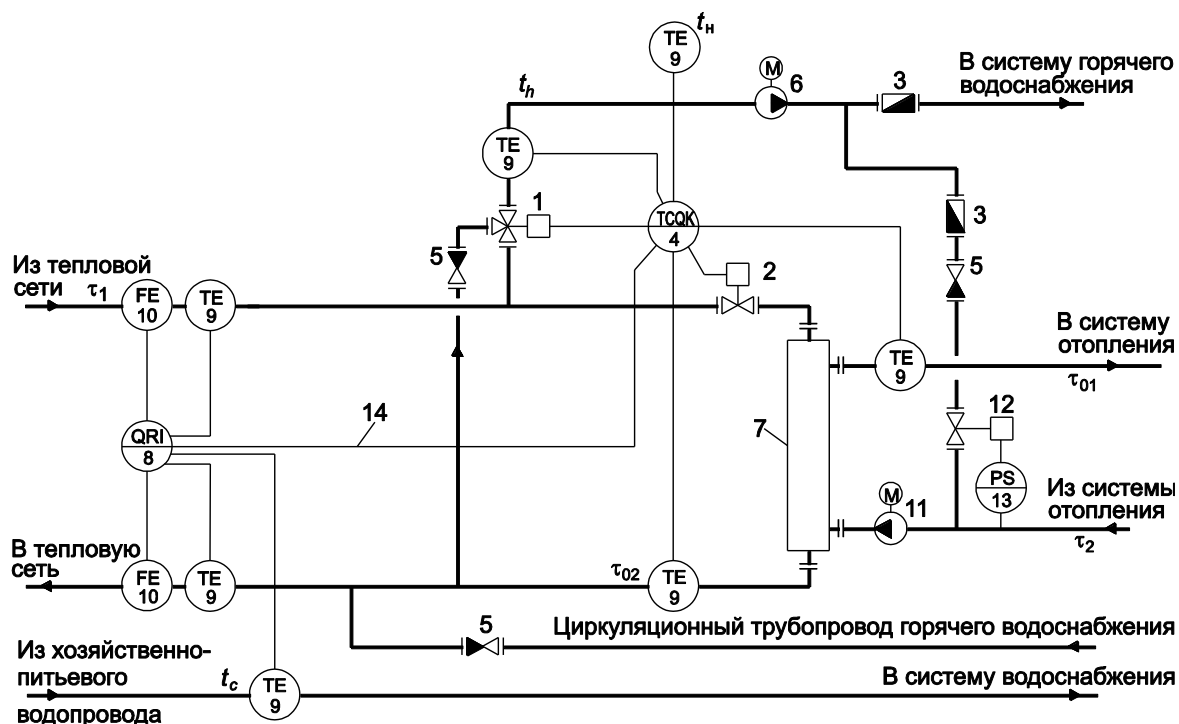 TE
9
tн
M
6
3
В систему горячего
водоснабжения
th
TE
9
1
TCQK
4
3
5
2
5
Из тепловой
сети
τ1
FE
10
TE
9
В систему
отопления
TE
9
τ01
14
12
QRI
8
7
PS
13
M
11
Из системы
отопления
τ2
В тепловую
сеть
FE
10
TE
9
τ02
TE
9
5
Циркуляционный трубопровод горячего водоснабжения
Из хозяйственно-
питьевого
водопровода
tc
TE
9
В систему водоснабжения